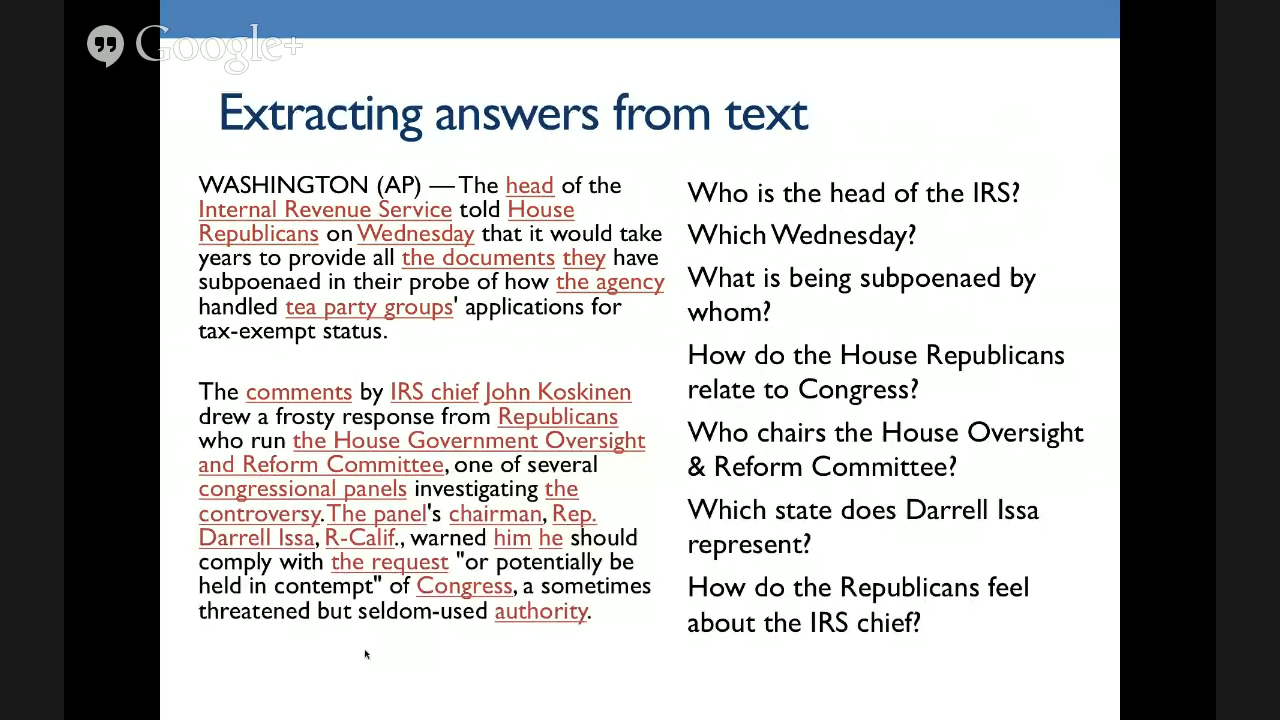 Google+
Extracting answers from text
WASHINGTON (AP) — The head of the
Internal Revenue Service told House
Republicans on Wednesday that it would take
years to provide all the documents they have
subpoenaed in their probe of how the agency
handled tea party groups' applications for
tax-exempt status.
The comments by IRS chief John Koskinen
drew a frosty response from Republicans
who run the House Government Oversight
and Reform Committee, one of several
congressional panels investigating the
controversy. The panel's chairman, Rep.
Darrell Issa, R-Calif., warned him he should
comply with the request "or potentially be
held in contempt" of Congress, a sometimes
threatened but seldom-used authority.
Who is the head of the IRS?
Which Wednesday?
What is being subpoenaed by
whom?
How do the House Republicans
relate to Congress?
Who chairs the House Oversight
& Reform Committee?
Which state does Darrell Issa
represent?
How do the Republicans feel
about the IRS chief?